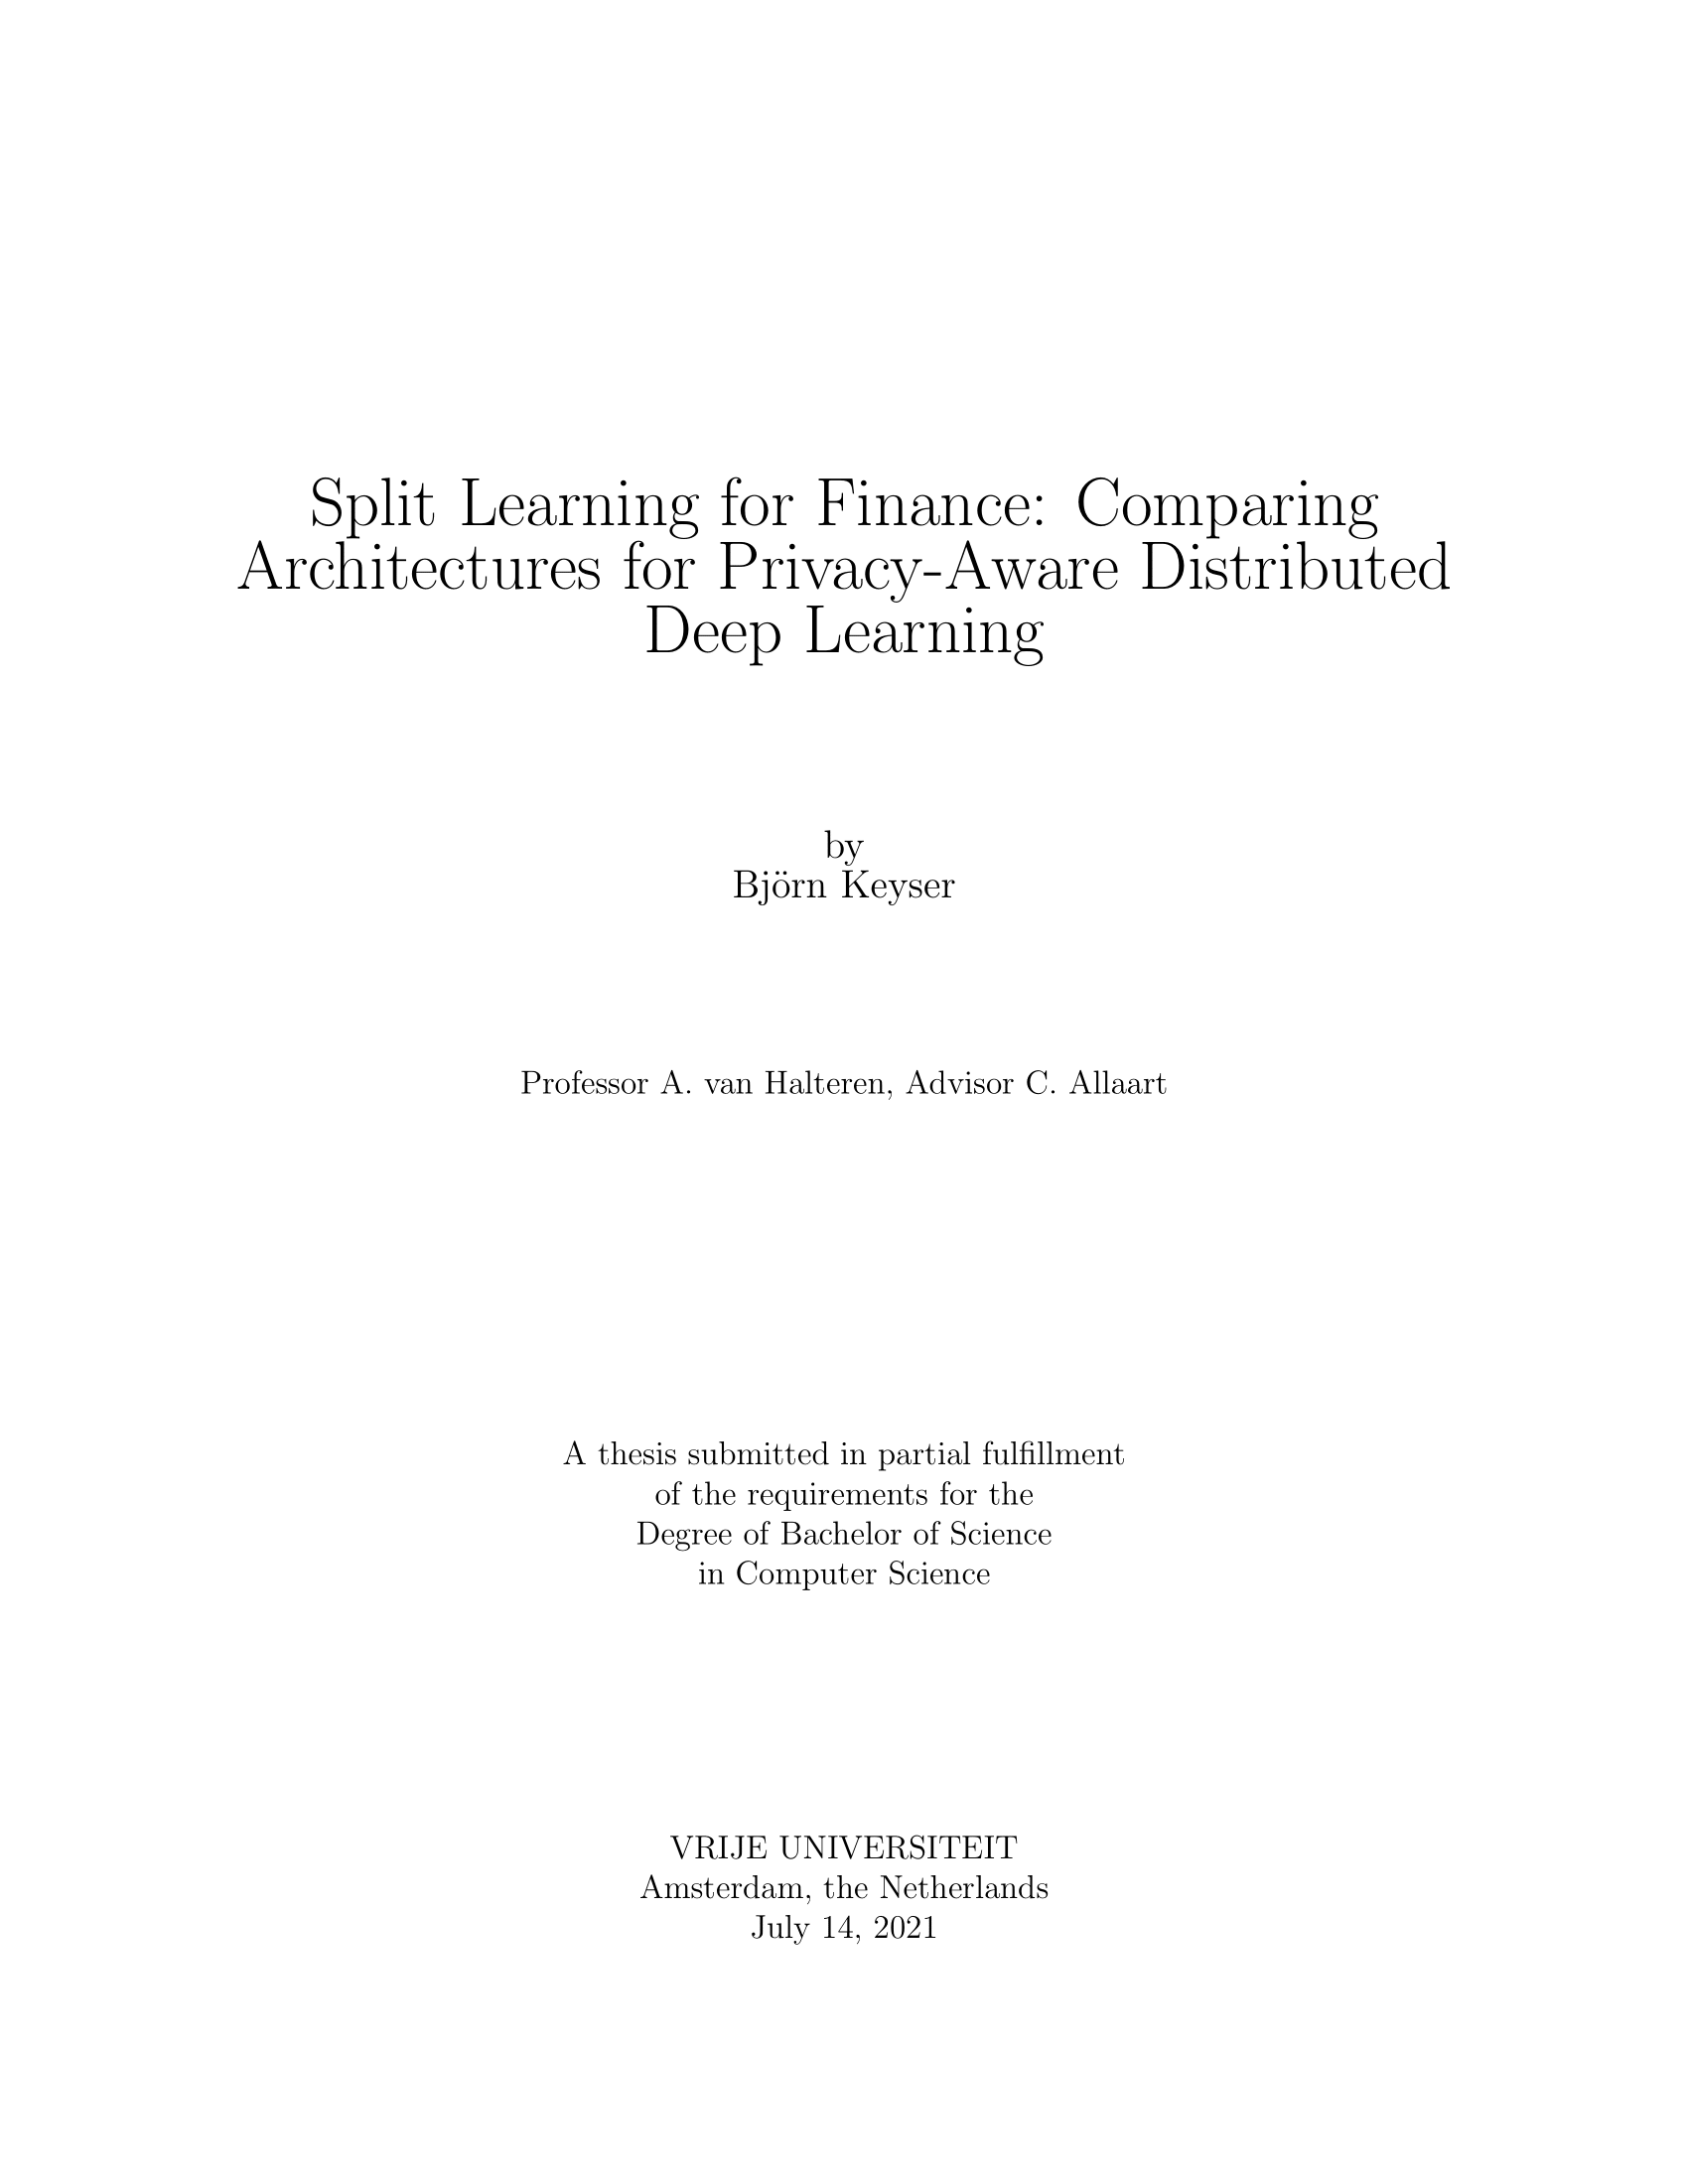 Split Learning for Finance: Comparing
Architectures for Privacy-Aware Distributed
Deep Learning
by
Björn Keyser
Professor A. van Halteren, Advisor C. Allaart
A thesis submitted in partial fulfillment
of the requirements for the
Degree of Bachelor of Science
in Computer Science
VRIJE UNIVERSITEIT
Amsterdam, the Netherlands
July 14, 2021